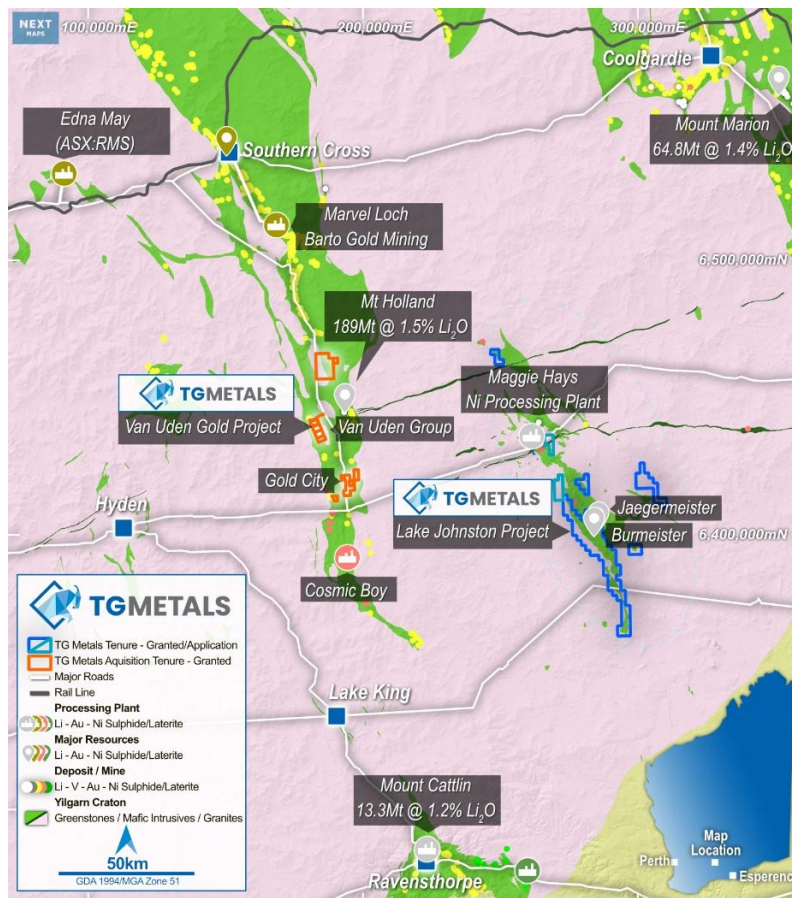 NEXT
MAPS
100,000mE
200,000mE
300,000mE
Coolgardie
Edna May
(ASX:RMS)
Southern Cross
Mount Marion
64.8Mt @ 1.4% Li₂O
Marvel Loch
Barto Gold Mining
6,500,000mN
Mt Holland
189Mt @ 1.5% Li₂O
Maggie Hays
Ni Processing Plant
TGMETALS
Van Uden Gold Project
Van Uden Group
Gold City
TGMETALS
Lake Johnston Project
Jaegermeister
Burmeister
6,400,000mN
Hyden
Cosmic Boy
TGMETALS
TG Metals Tenure - Granted/Application
TG Metals Aquisition Tenure - Granted
Major Roads
Rail Line
Processing Plant
Li - Au - Ni Sulphide/Laterite
Major Resources
Li - Au - Ni Sulphide/Laterite
Deposit / Mine
Li - V - Au - Ni Sulphide/Laterite
Yilgarn Craton
Greenstones / Mafic Intrusives / Granites
50km
GDA 1994/MGA Zone 51
Lake King
Mount Cattlin
13.3Mt @ 1.2% Li₂O
Ravensthorpe
Perth
Map
Location
Esperence